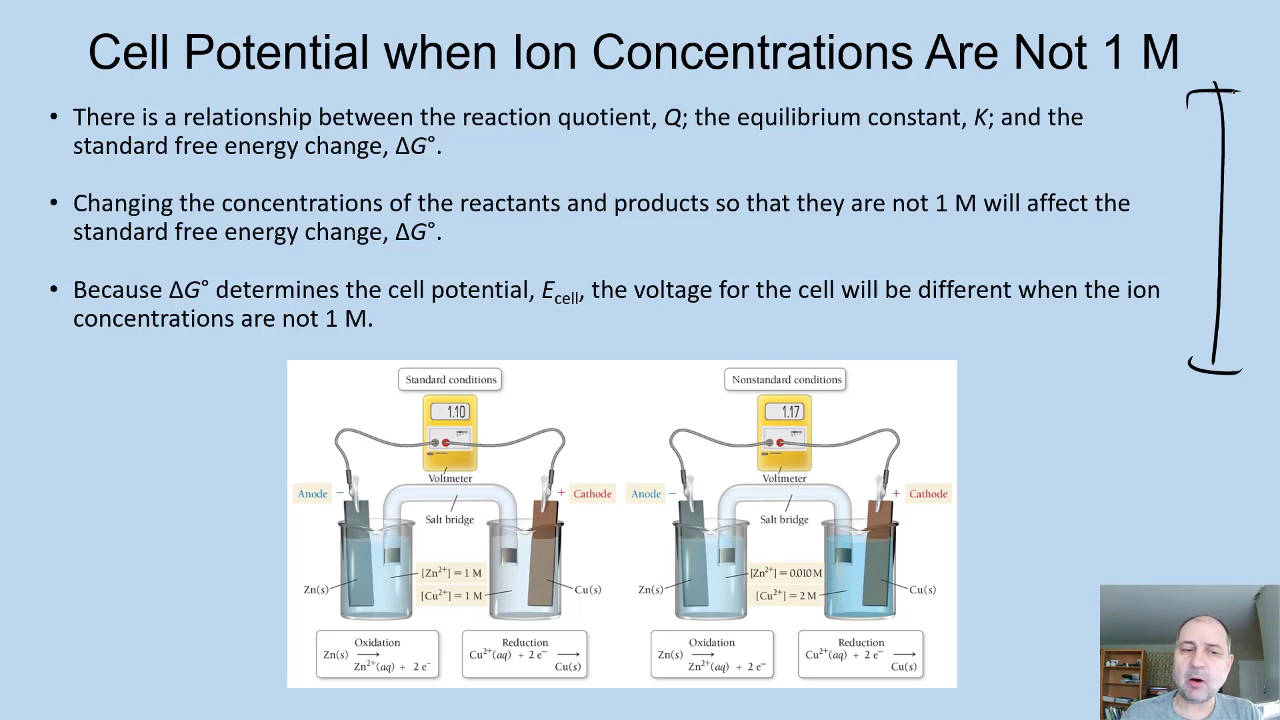 Cell Potential when Ion Concentrations Are Not 1 M
• There is a relationship between the reaction quotient, Q; the equilibrium constant, K; and the
standard free energy change, ΔG°.
• Changing the concentrations of the reactants and products so that they are not 1 M will affect the
standard free energy change, ΔG°.
• Because ΔG° determines the cell potential, Ecell, the voltage for the cell will be different when the ion
concentrations are not 1 M.
Standard conditions
1.10
Voltmeter
Anode −
+ Cathode
Salt bridge
[Zn²⁺] = 1 M
Zn(s)
[Cu²⁺] = 1 M
Cu(s)
Oxidation
Zn(s) ⟶
Zn²⁺(aq) + 2 e⁻
Reduction
Cu²⁺(aq) + 2 e⁻ ⟶
Cu(s)
Nonstandard conditions
1.17
Voltmeter
Anode −
+ Cathode
Salt bridge
[Zn²⁺] = 0.010 M
Zn(s)
[Cu²⁺] = 2 M
Cu(s)
Oxidation
Zn(s) ⟶
Zn²⁺(aq) + 2 e⁻
Reduction
Cu²⁺(aq) + 2 e⁻ ⟶
Cu(s)